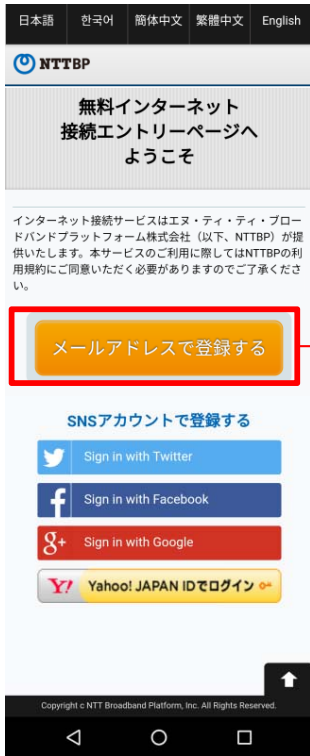 日本語 한국어 简体中文 繁體中文 English
NTTBP
無料インターネット
接続エントリーページへ
ようこそ
インターネット接続サービスはエヌ・ティ・ティ・ブロー
ドバンドプラットフォーム株式会社（以下、NTTBP）が提
供いたします。本サービスのご利用に際してはNTTBPの利
用規約にご同意いただく必要がありますのでご了承くださ
い。
メールアドレスで登録する
SNSアカウントで登録する
Sign in with Twitter
f Sign in with Facebook
g+ Sign in with Google
Y! Yahoo! JAPAN IDでログイン
Copyright c NTT Broadband Platform, Inc. All Rights Reserved.